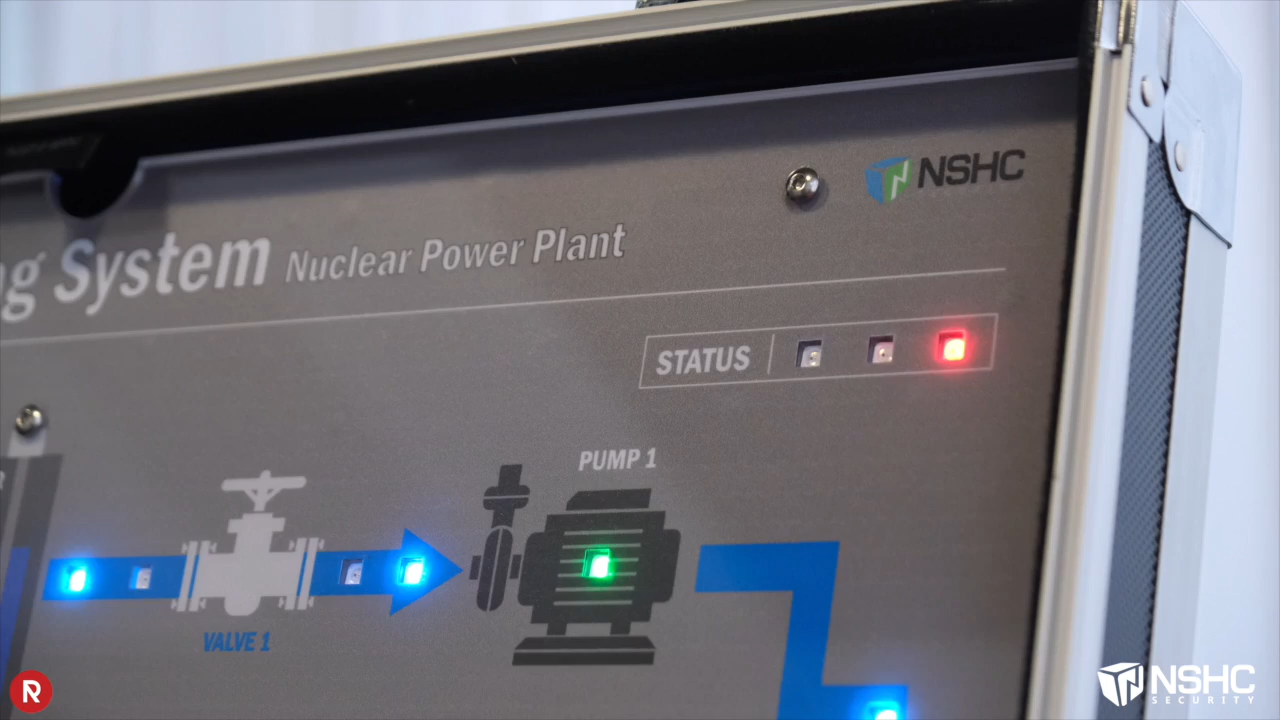 NSHC
System Nuclear Power Plant
STATUS
PUMP 1
VALVE 1
R
NSHC
SECURITY